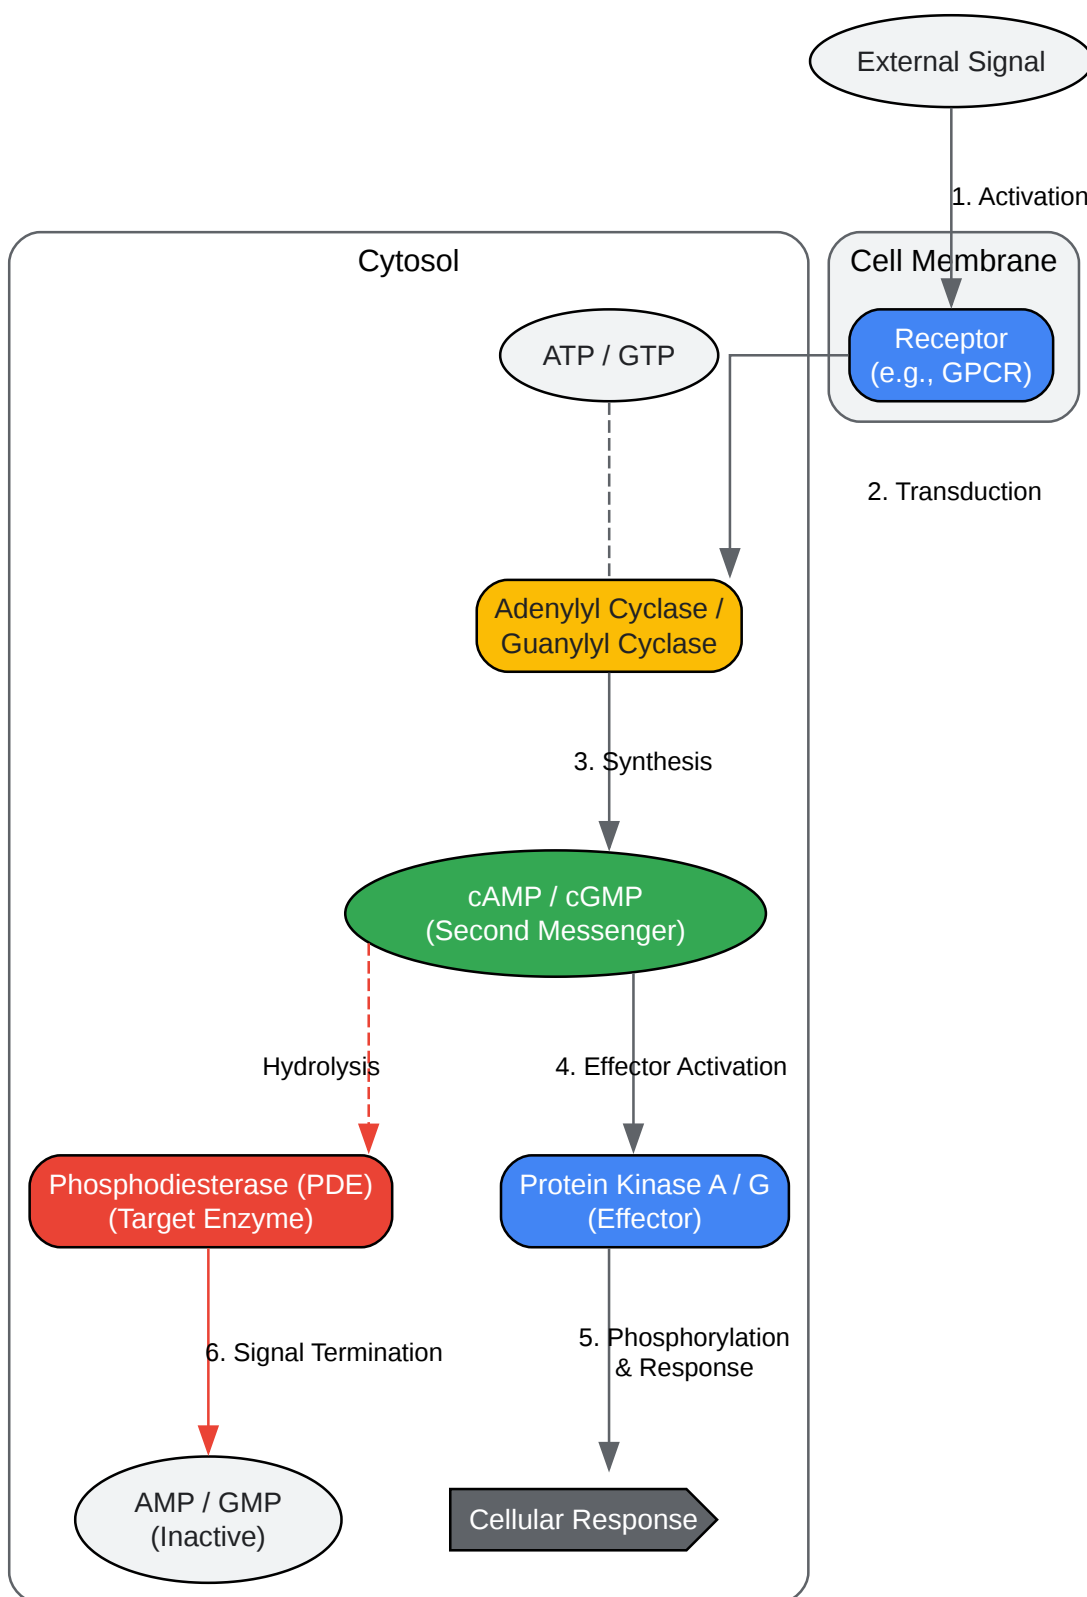 External Signal
1. Activation
Cytosol
Cell Membrane
ATP / GTP
Receptor
(e.g., GPCR)
2. Transduction
Adenylyl Cyclase /
Guanylyl Cyclase
3. Synthesis
cAMP / cGMP
(Second Messenger)
Hydrolysis
4. Effector Activation
Phosphodiesterase (PDE)
(Target Enzyme)
Protein Kinase A / G
(Effector)
6. Signal Termination
5. Phosphorylation
& Response
AMP / GMP
(Inactive)
Cellular Response